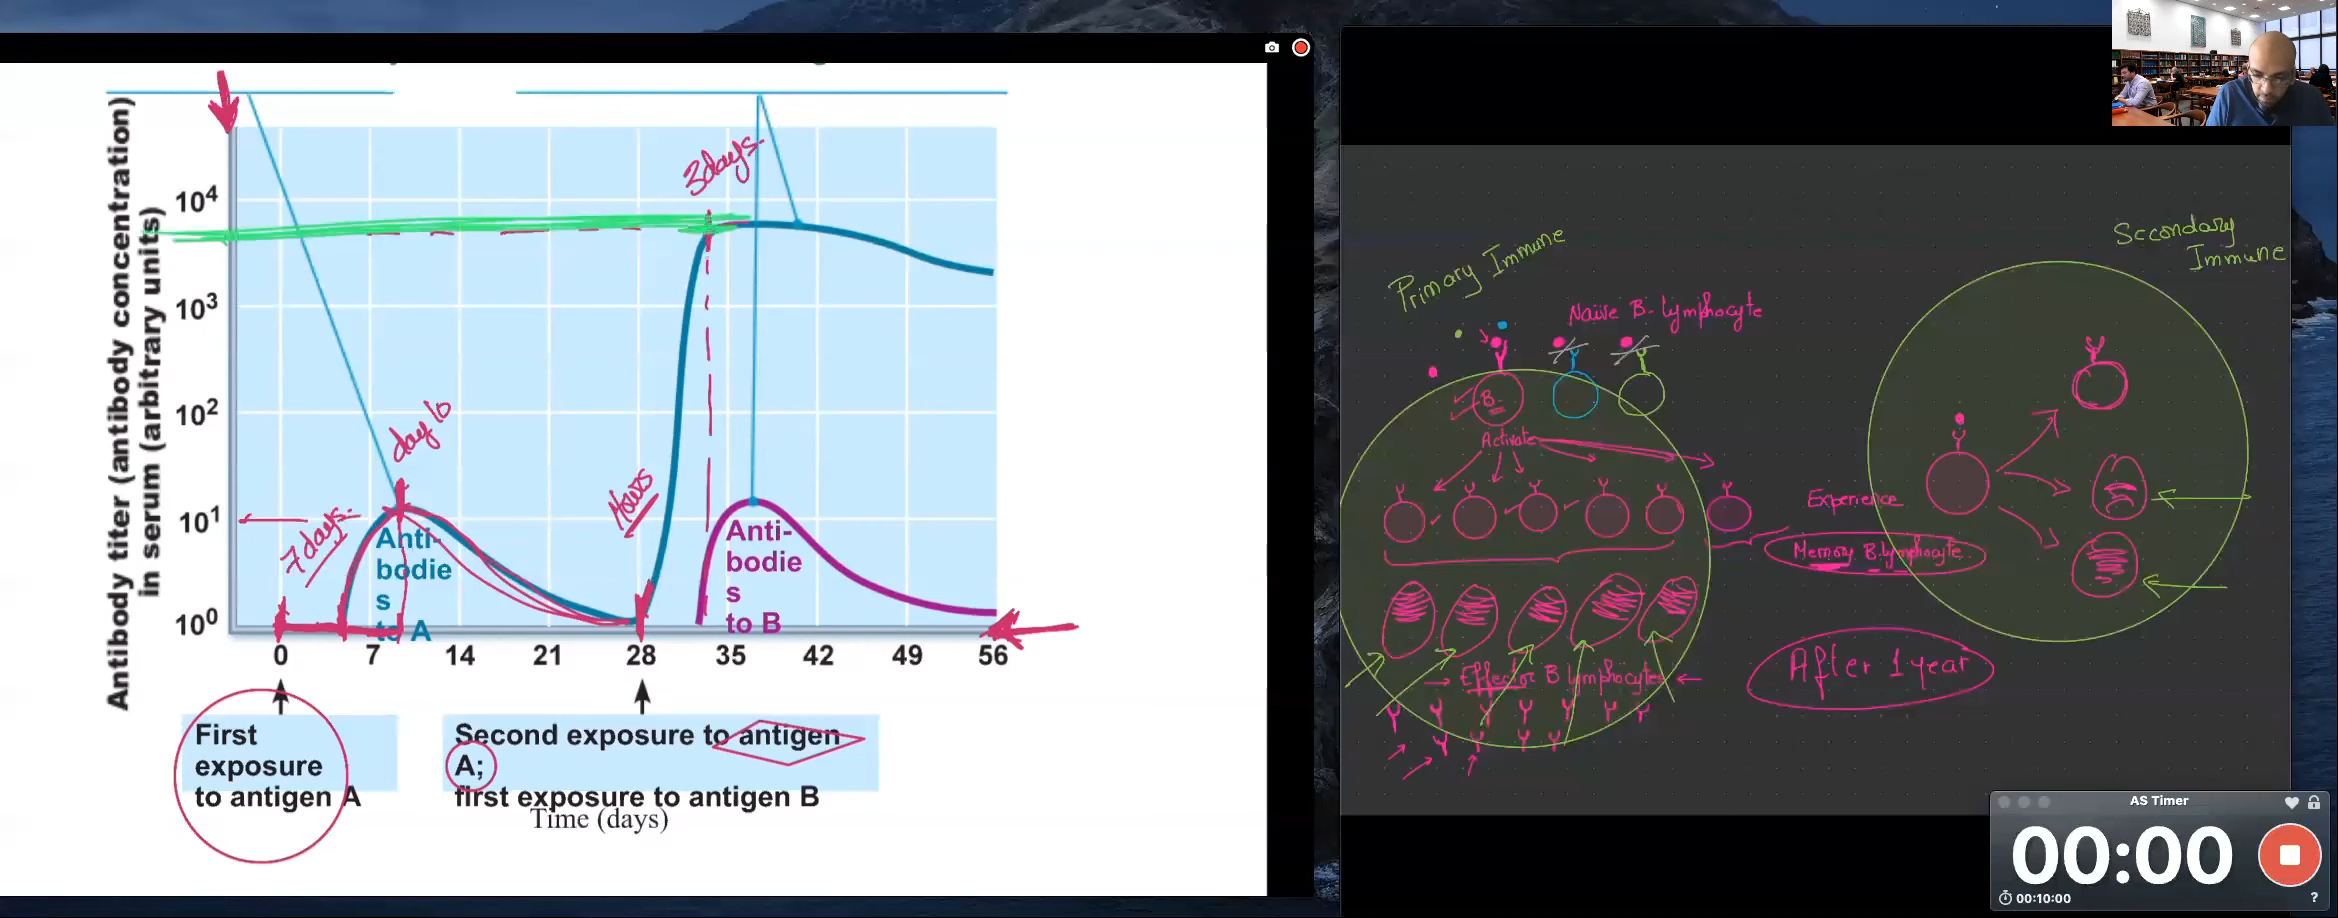 Antibody titer (antibody concentration)
in serum (arbitrary units)
10⁴
10³
10²
10¹
10⁰
3days-
day 10
7 days-
Hours
Anti-
bodie
s
to A
Anti-
bodie
s
to B
0 7 14 21 28 35 42 49 56
First
exposure
to antigen A
Second exposure to antigen
A;
first exposure to antigen B
Time (days)
Primary Immune
Naive B- lymphocyte
B
Activate
Experience
Memory B.lymphocyte
Effector B lymphocytes
After 1 year
Secondary
Immune
AS Timer
00:00
00:10:00
?